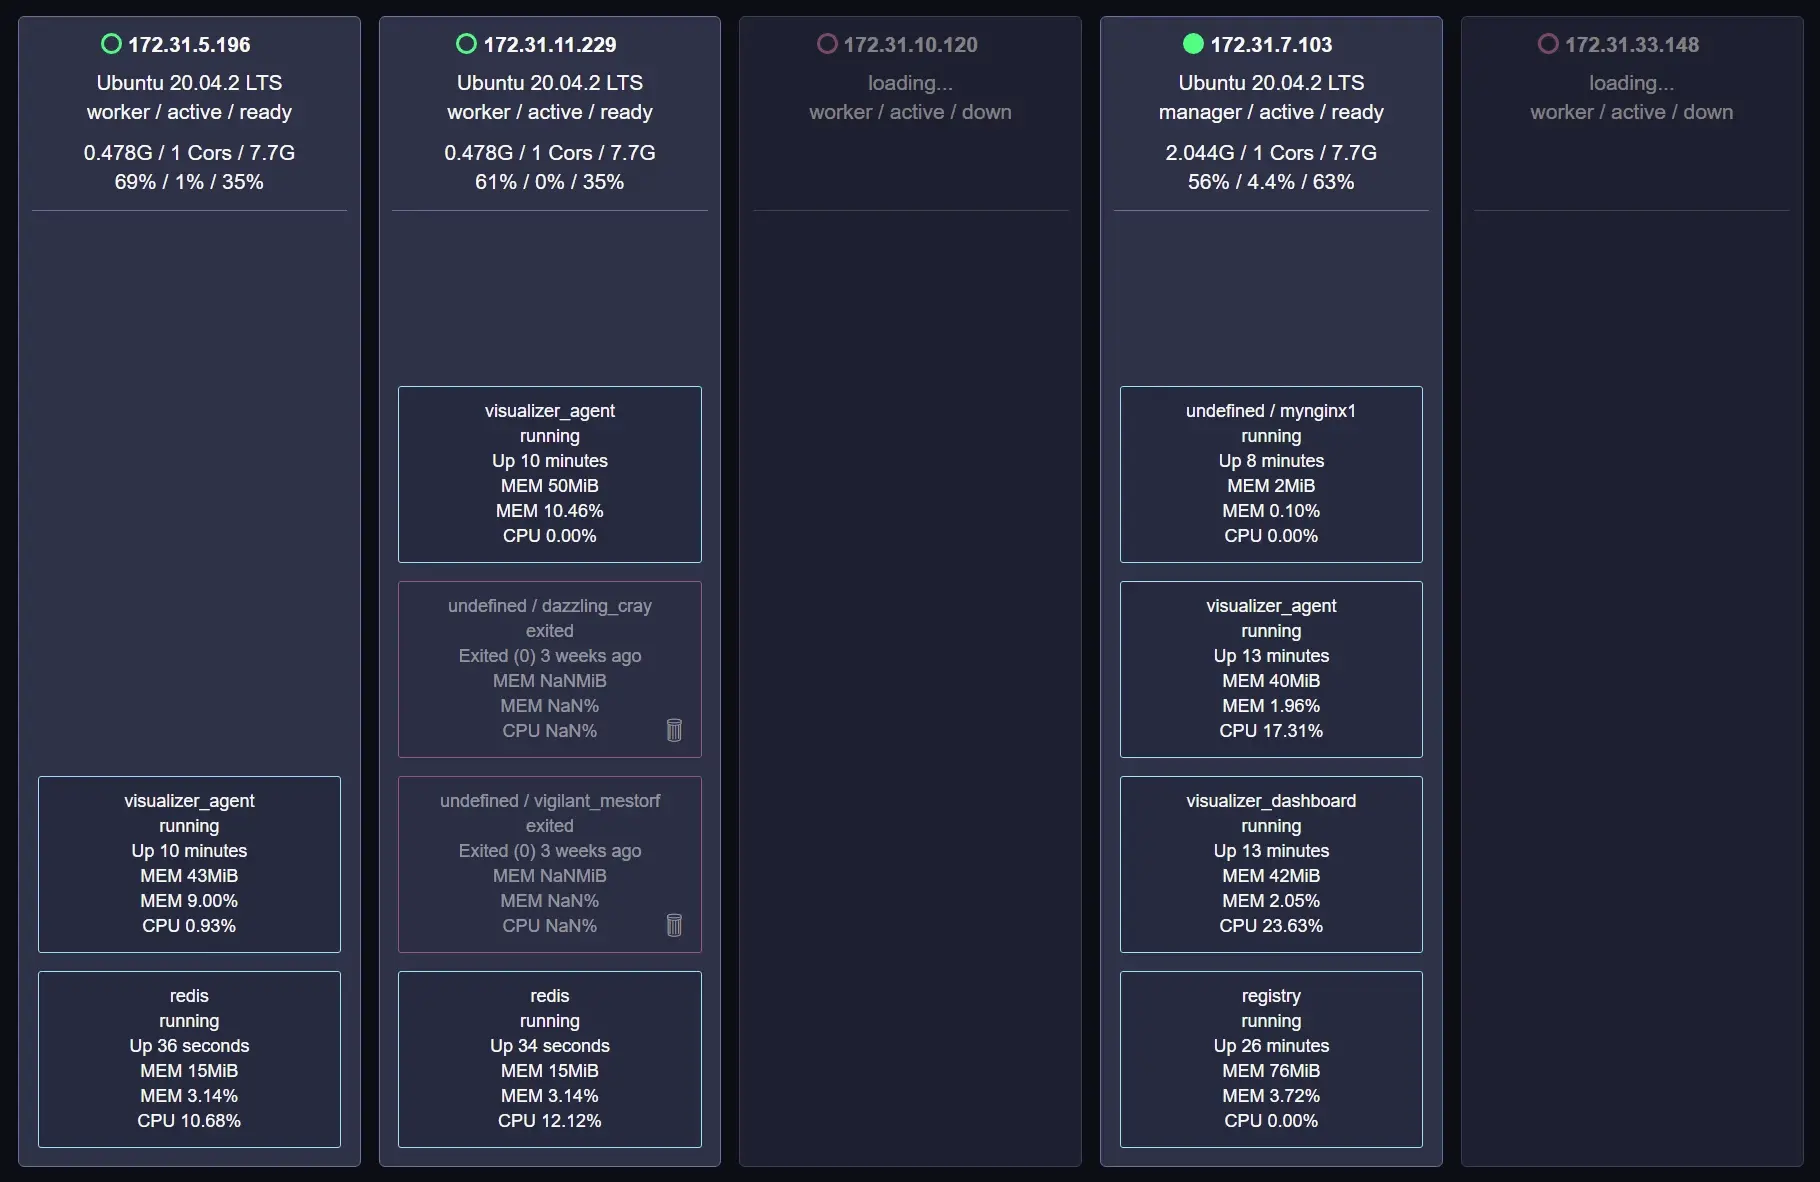 172.31.5.196
Ubuntu 20.04.2 LTS
worker / active / ready
0.478G / 1 Cors / 7.7G
69% / 1% / 35%
visualizer_agent
running
Up 10 minutes
MEM 43MiB
MEM 9.00%
CPU 0.93%
redis
running
Up 36 seconds
MEM 15MiB
MEM 3.14%
CPU 10.68%
172.31.11.229
Ubuntu 20.04.2 LTS
worker / active / ready
0.478G / 1 Cors / 7.7G
61% / 0% / 35%
visualizer_agent
running
Up 10 minutes
MEM 50MiB
MEM 10.46%
CPU 0.00%
undefined / dazzling_cray
exited
Exited (0) 3 weeks ago
MEM NaNMiB
MEM NaN%
CPU NaN%
undefined / vigilant_mestorf
exited
Exited (0) 3 weeks ago
MEM NaNMiB
MEM NaN%
CPU NaN%
redis
running
Up 34 seconds
MEM 15MiB
MEM 3.14%
CPU 12.12%
172.31.10.120
loading...
worker / active / down
172.31.7.103
Ubuntu 20.04.2 LTS
manager / active / ready
2.044G / 1 Cors / 7.7G
56% / 4.4% / 63%
undefined / mynginx1
running
Up 8 minutes
MEM 2MiB
MEM 0.10%
CPU 0.00%
visualizer_agent
running
Up 13 minutes
MEM 40MiB
MEM 1.96%
CPU 17.31%
visualizer_dashboard
running
Up 13 minutes
MEM 42MiB
MEM 2.05%
CPU 23.63%
registry
running
Up 26 minutes
MEM 76MiB
MEM 3.72%
CPU 0.00%
172.31.33.148
loading...
worker / active / down